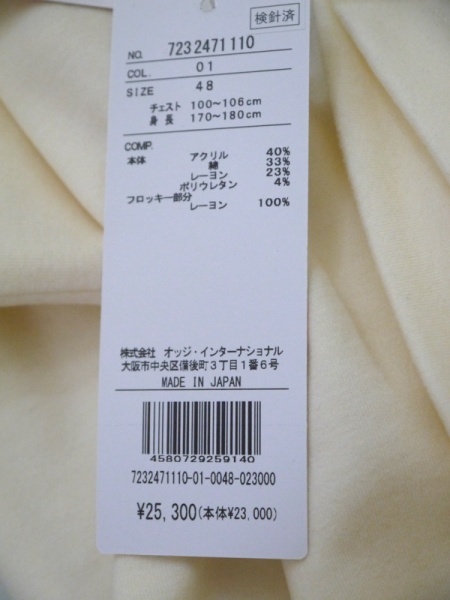 検針済
NO. 7232471110
COL. 01
SIZE 48
チェスト 100～106cm
身長 170～180cm
COMP.
本体 アクリル 40%
綿 33%
レーヨン 23%
ポリウレタン 4%
フロッキー部分
レーヨン 100%
株式会社 オッジ・インターナショナル
大阪市中央区備後町3丁目1番6号
MADE IN JAPAN
4580729259140
7232471110-01-0048-023000
¥25,300(本体¥23,000)